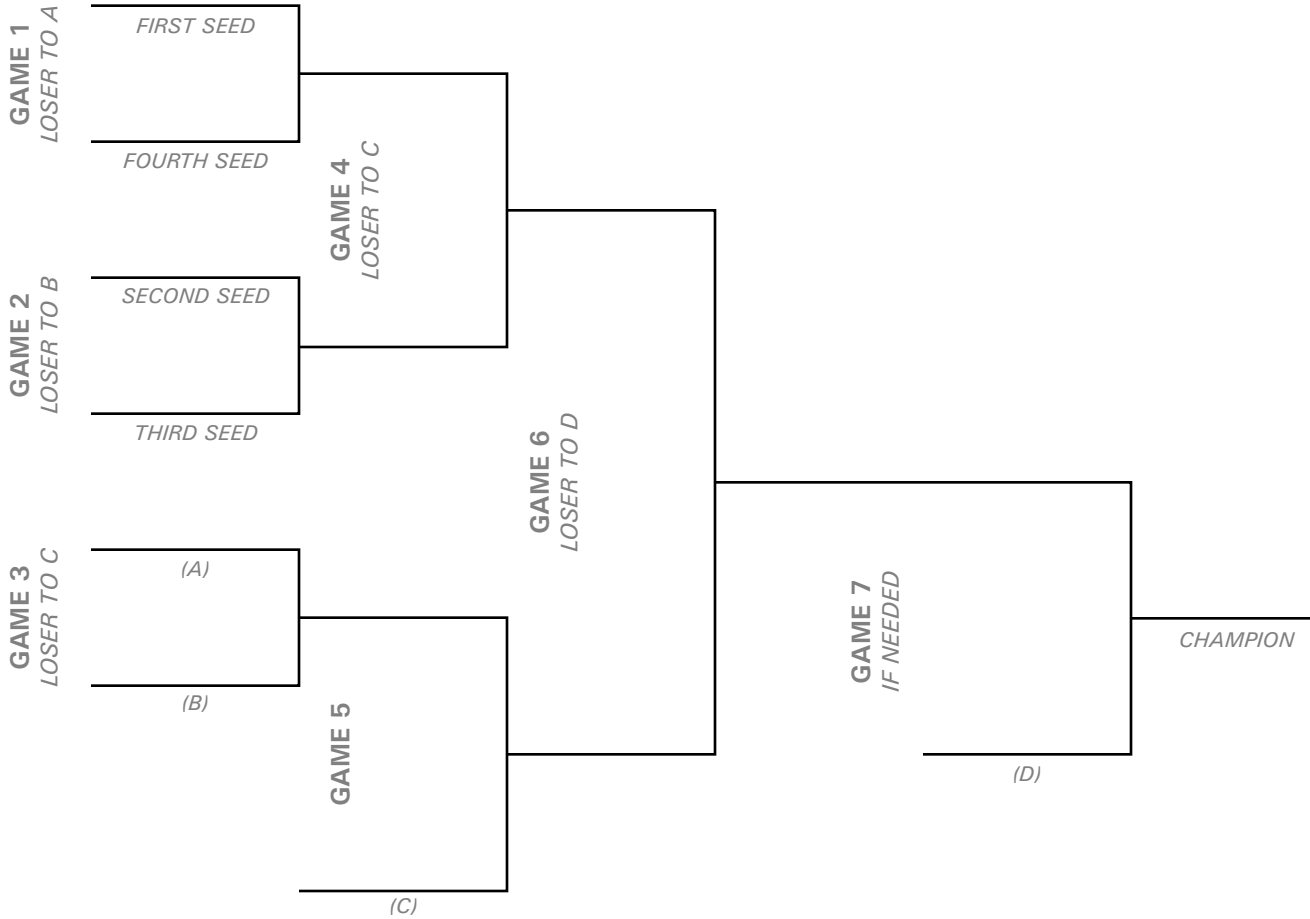 GAME 1
LOSER TO A
FIRST SEED
FOURTH SEED
GAME 4
LOSER TO C
GAME 2
LOSER TO B
SECOND SEED
THIRD SEED
GAME 6
LOSER TO D
GAME 3
LOSER TO C
(A)
(B)
GAME 5
(C)
GAME 7
IF NEEDED
(D)
CHAMPION